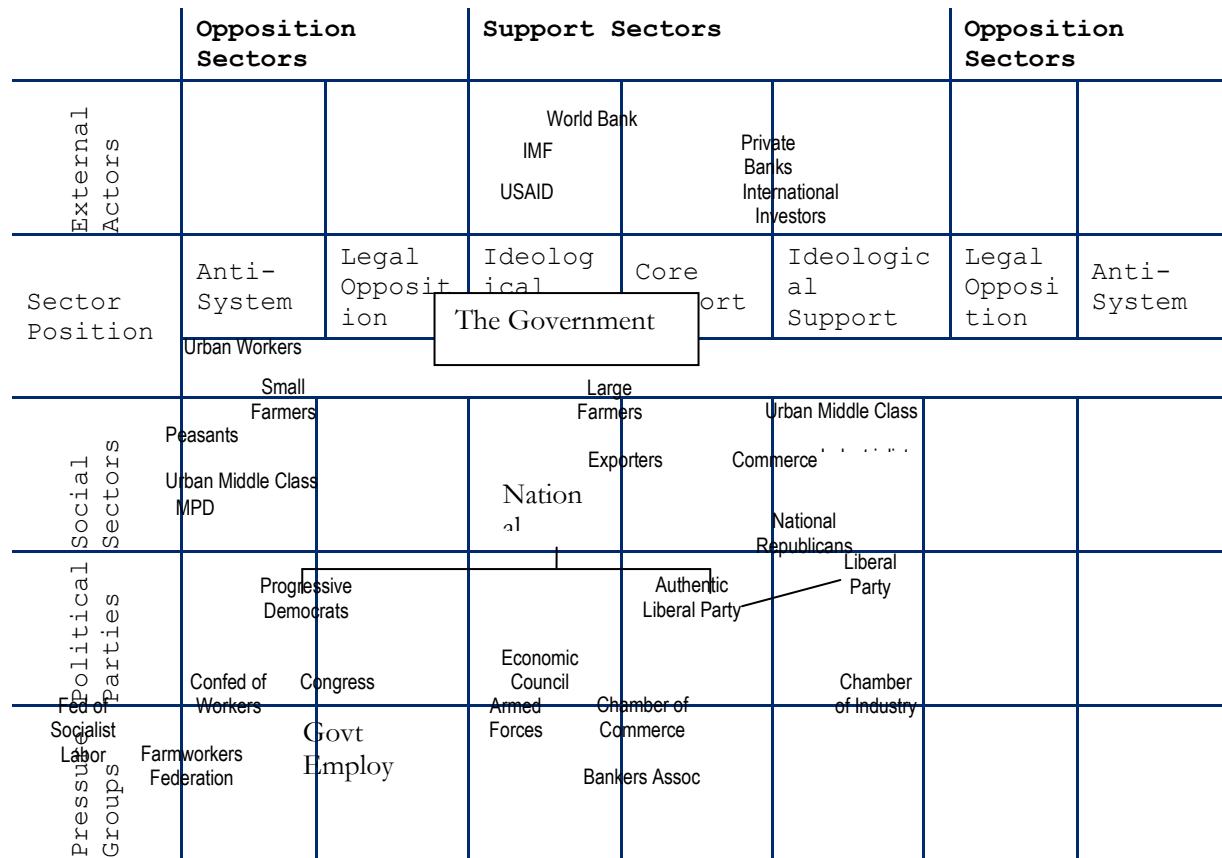 Opposition
Sectors
Support Sectors
Opposition
Sectors
External
Actors
World Bank
IMF
USAID
Private
Banks
International
Investors
Sector
Position
Anti-
System
Legal
Opposit
ion
Ideolog
ical
Core
ort
Ideologic
al
Support
Legal
Opposi
tion
Anti-
System
The Government
Urban Workers
Small
Farmers
Peasants
Urban Middle Class
MPD
Large
Farmers
Exporters
Urban Middle Class
Commerce
Social
Sectors
Nation
al
National
Republicans
Political
Parties
Progressive
Democrats
Authentic
Liberal Party
Liberal
Party
Confed of
Workers
Congress
Economic
Council
Armed
Forces
Chamber of
Commerce
Chamber
of Industry
Pressure
Groups
Fed of
Socialist
Labor
Farmworkers
Federation
Govt
Employ
Bankers Assoc